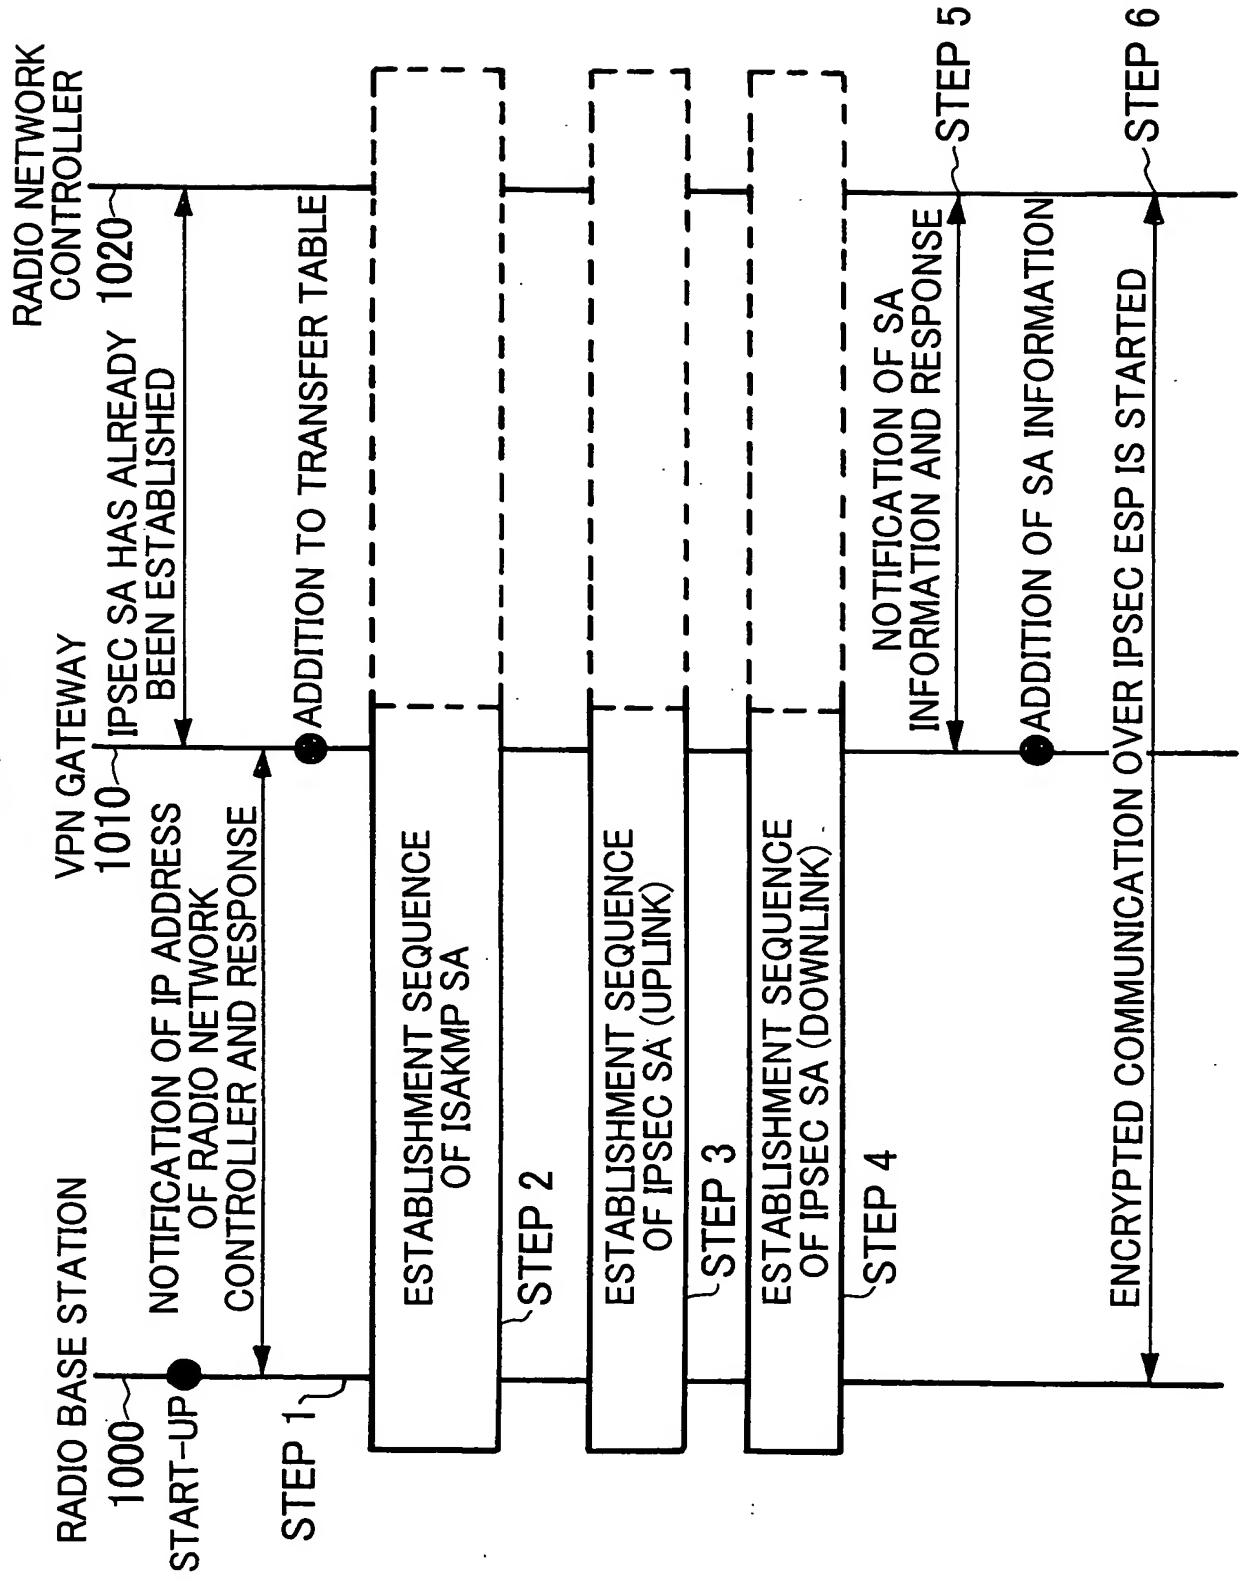 RADIO BASE STATION
1000
VPN GATEWAY
1010
RADIO NETWORK
CONTROLLER
1020
START-UP
NOTIFICATION OF IP ADDRESS
OF RADIO NETWORK
CONTROLLER AND RESPONSE
IPSEC SA HAS ALREADY
BEEN ESTABLISHED
STEP 1
ADDITION TO TRANSFER TABLE
ESTABLISHMENT SEQUENCE
OF ISAKMP SA
STEP 2
ESTABLISHMENT SEQUENCE
OF IPSEC SA (UPLINK)
STEP 3
ESTABLISHMENT SEQUENCE
OF IPSEC SA (DOWNLINK)
STEP 4
NOTIFICATION OF SA
INFORMATION AND RESPONSE
STEP 5
ADDITION OF SA INFORMATION
ENCRYPTED COMMUNICATION OVER IPSEC ESP IS STARTED
STEP 6